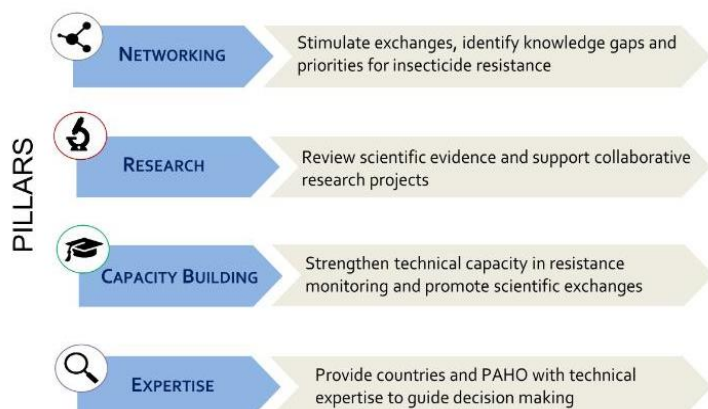 PILLARS
NETWORKING
Stimulate exchanges, identify knowledge gaps and
priorities for insecticide resistance
RESEARCH
Review scientific evidence and support collaborative
research projects
CAPACITY BUILDING
Strengthen technical capacity in resistance
monitoring and promote scientific exchanges
EXPERTISE
Provide countries and PAHO with technical
expertise to guide decision making